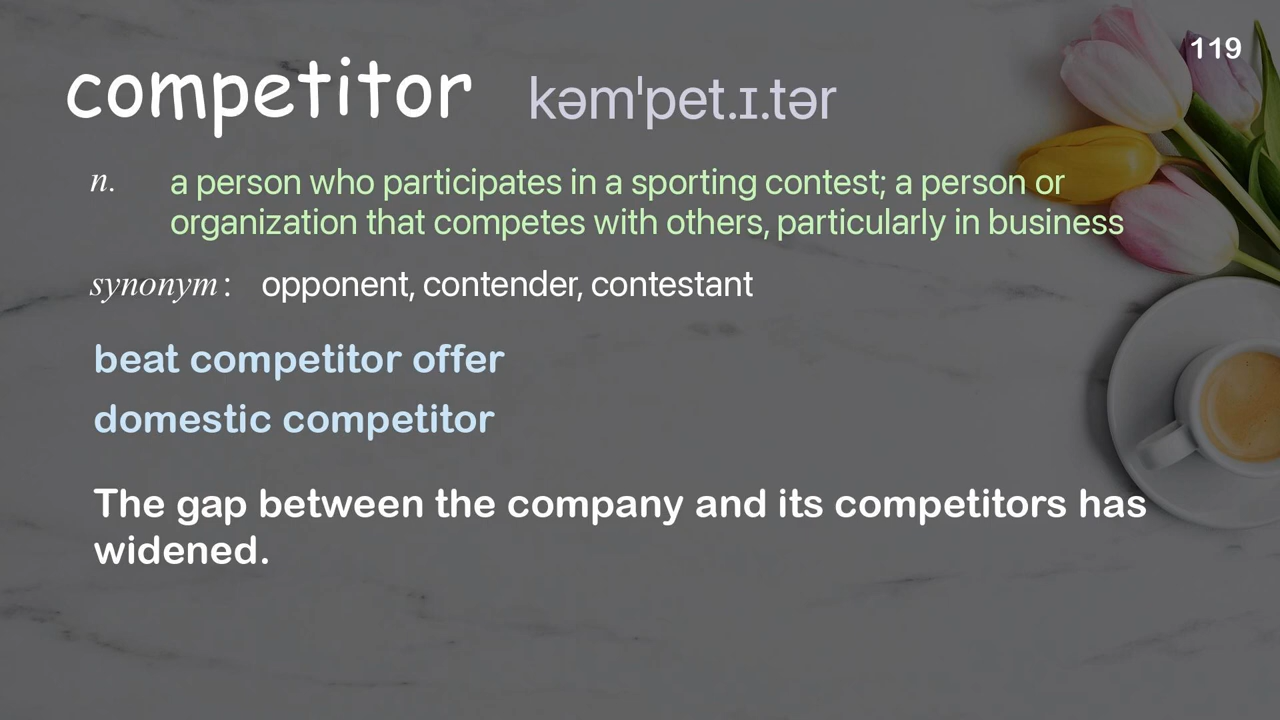 119
competitor kəm'pet.ɪ.tər
n. a person who participates in a sporting contest; a person or
organization that competes with others, particularly in business
synonym : opponent, contender, contestant
beat competitor offer
domestic competitor
The gap between the company and its competitors has
widened.